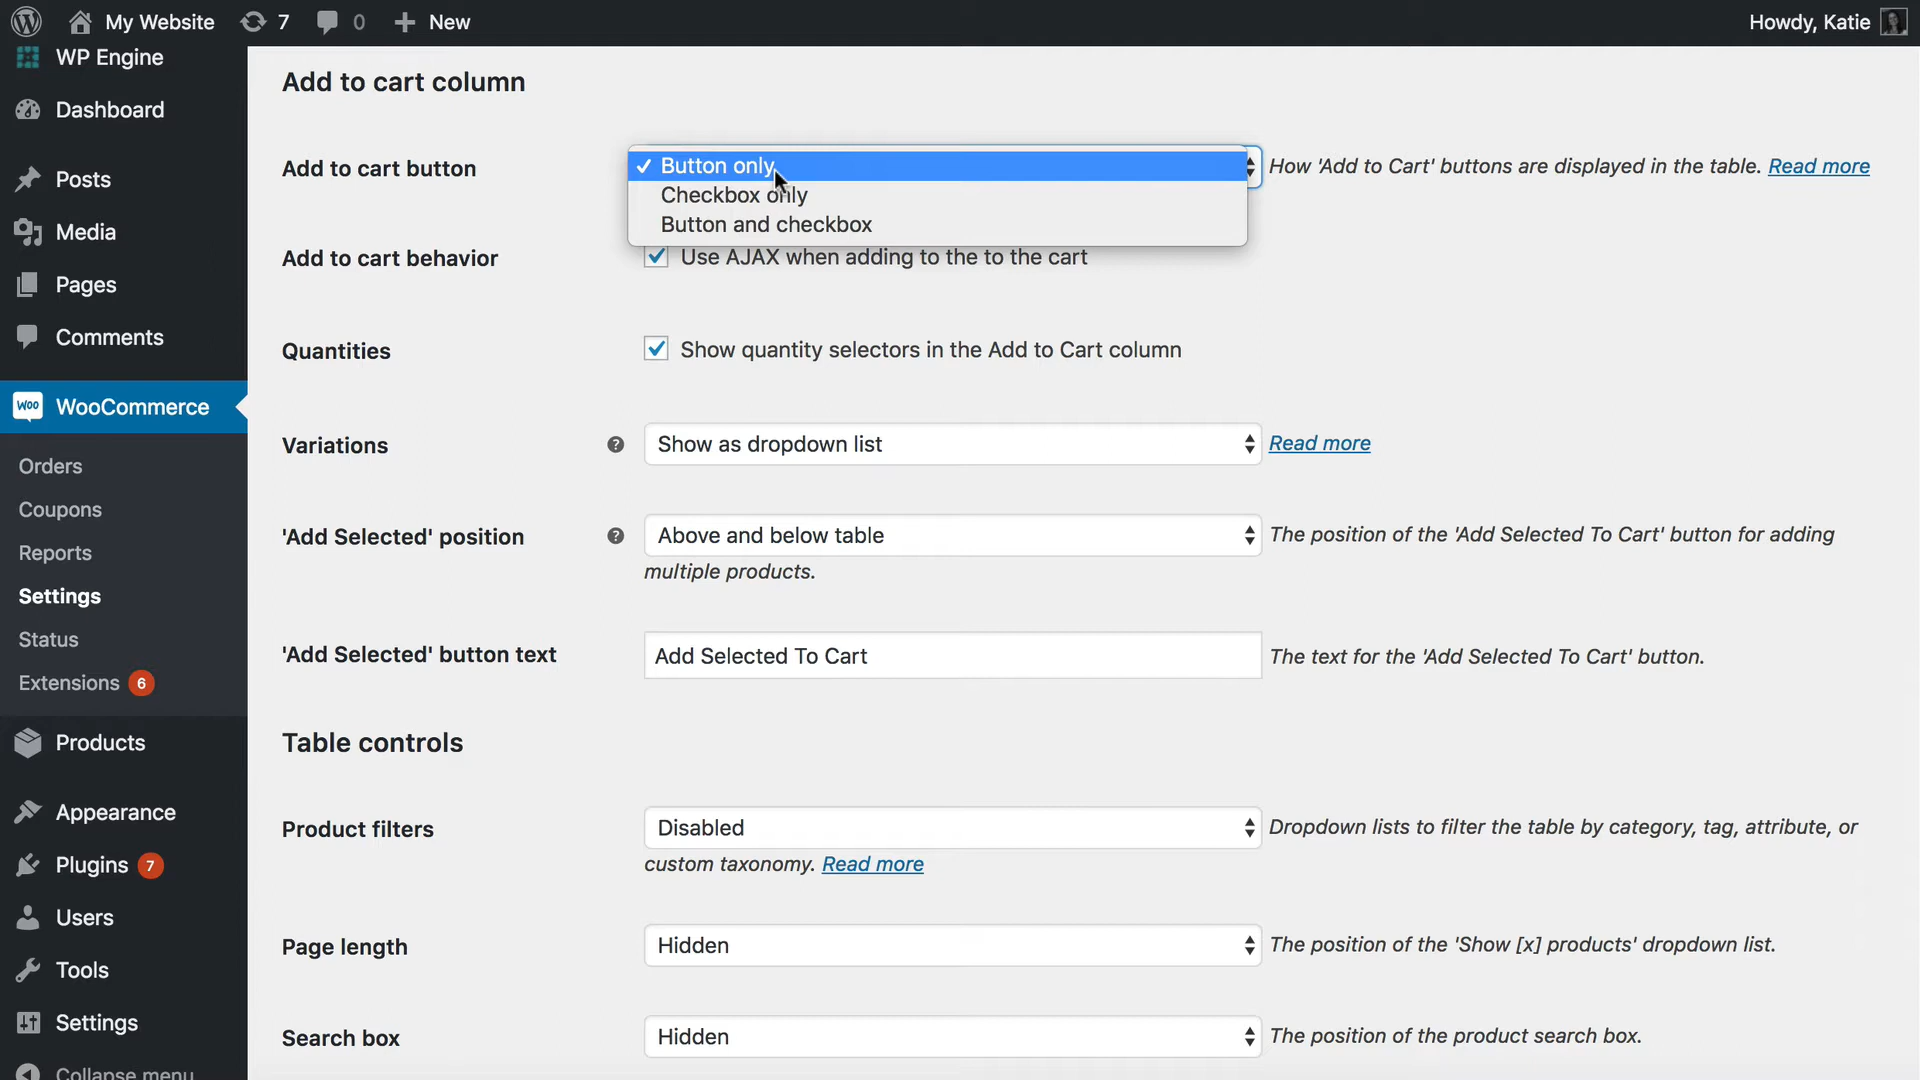 My Website
7
0
New
Howdy, Katie
WP Engine
Dashboard
Posts
Media
Pages
Comments
WOO
WooCommerce
Orders
Coupons
Reports
Settings
Status
Extensions 6
Products
Appearance
Plugins 7
Users
Tools
Settings
Collapse menu
Add to cart column
Add to cart button
Button only
Checkbox only
Button and checkbox
How 'Add to Cart' buttons are displayed in the table. Read more
Add to cart behavior
Use AJAX when adding to the to the cart
Quantities
Show quantity selectors in the Add to Cart column
Variations
Show as dropdown list
Read more
'Add Selected' position
Above and below table
The position of the 'Add Selected To Cart' button for adding
multiple products.
'Add Selected' button text
Add Selected To Cart
The text for the 'Add Selected To Cart' button.
Table controls
Product filters
Disabled
Dropdown lists to filter the table by category, tag, attribute, or
custom taxonomy. Read more
Page length
Hidden
The position of the 'Show [x] products' dropdown list.
Search box
Hidden
The position of the product search box.